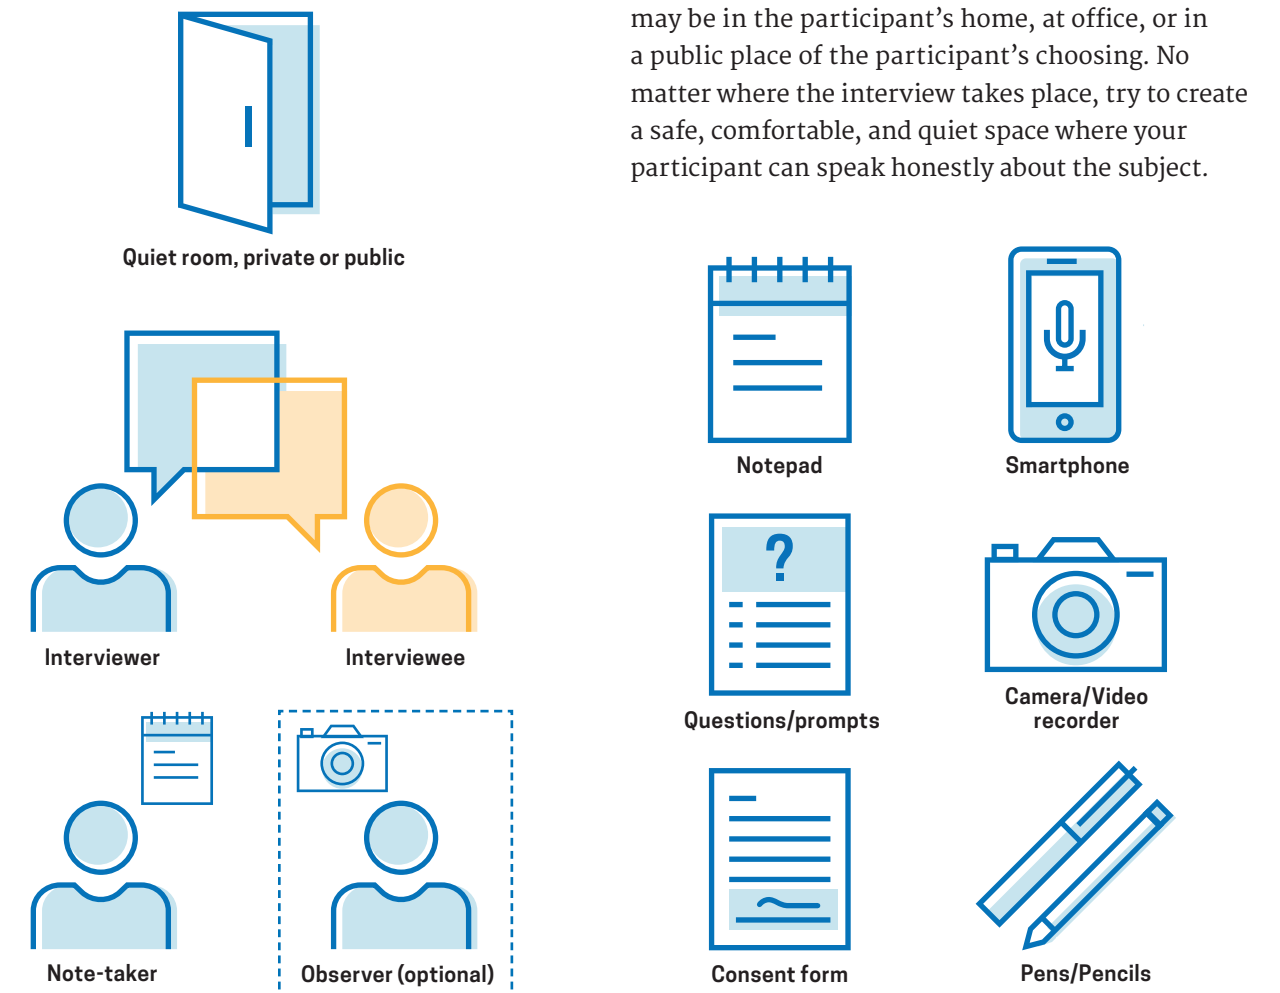 may be in the participant’s home, at office, or in
a public place of the participant’s choosing. No
matter where the interview takes place, try to create
a safe, comfortable, and quiet space where your
participant can speak honestly about the subject.
Quiet room, private or public
Interviewer
Interviewee
Note-taker
Observer (optional)
Notepad
Smartphone
?
Questions/prompts
Camera/Video
recorder
Consent form
Pens/Pencils